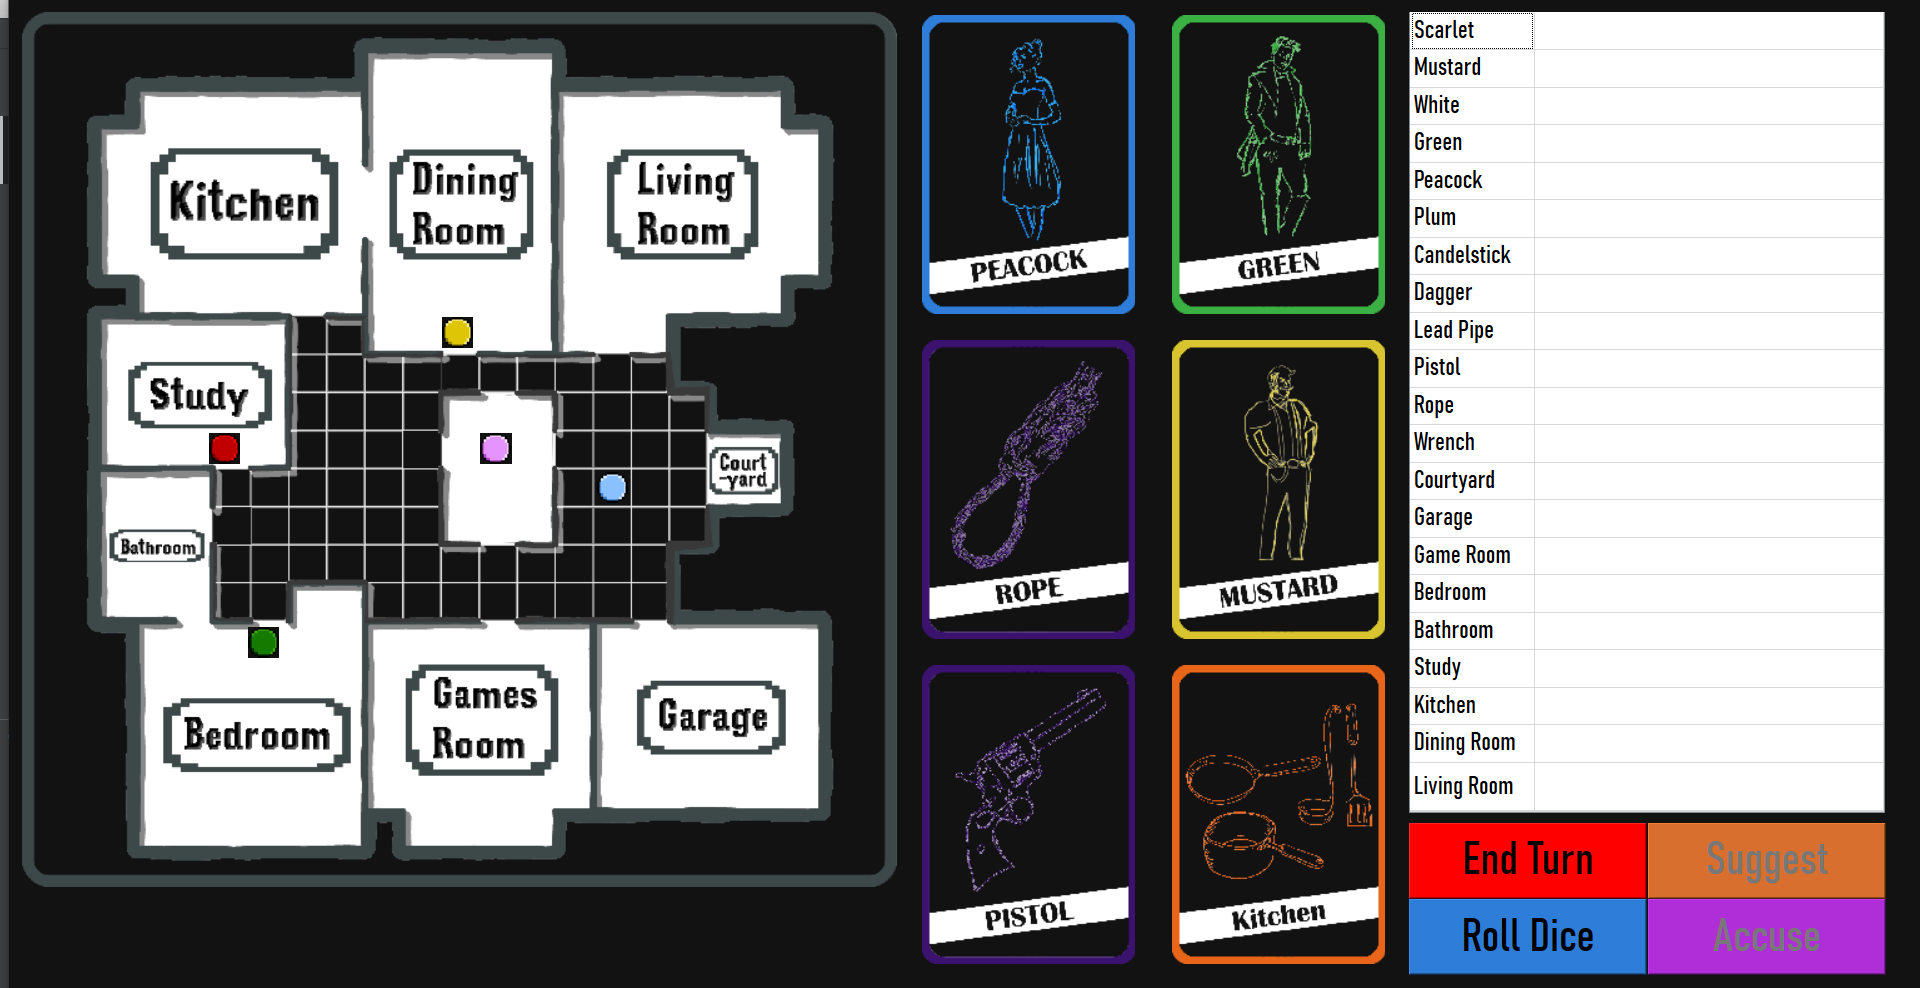 Kitchen
Dining
Room
Living
Room
Study
Court
-yard
Bathroom
Bedroom
Games
Room
Garage
PEACOCK
GREEN
ROPE
MUSTARD
PISTOL
Kitchen
Scarlet
Mustard
White
Green
Peacock
Plum
Candelstick
Dagger
Lead Pipe
Pistol
Rope
Wrench
Courtyard
Garage
Game Room
Bedroom
Bathroom
Study
Kitchen
Dining Room
Living Room
End Turn
Suggest
Roll Dice
Accuse